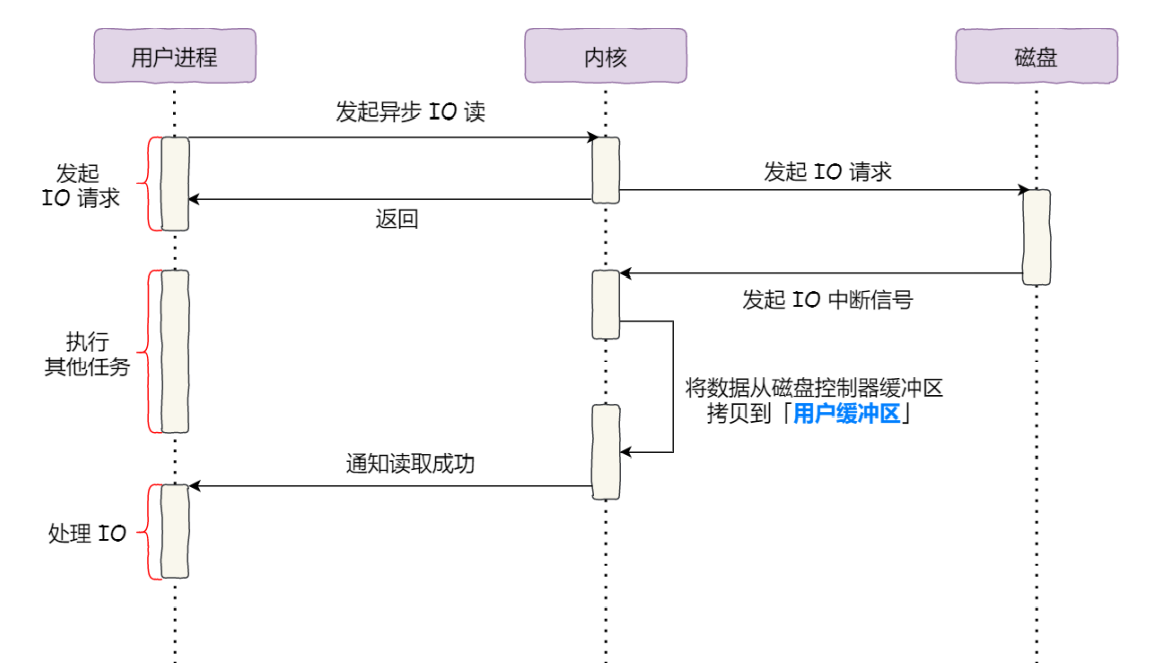 用户进程
内核
磁盘
发起异步 IO 读
发起 IO 请求
发起
IO 请求
返回
发起 IO 中断信号
执行
其他任务
将数据从磁盘控制器缓冲区
拷贝到「用户缓冲区」
通知读取成功
处理 IO